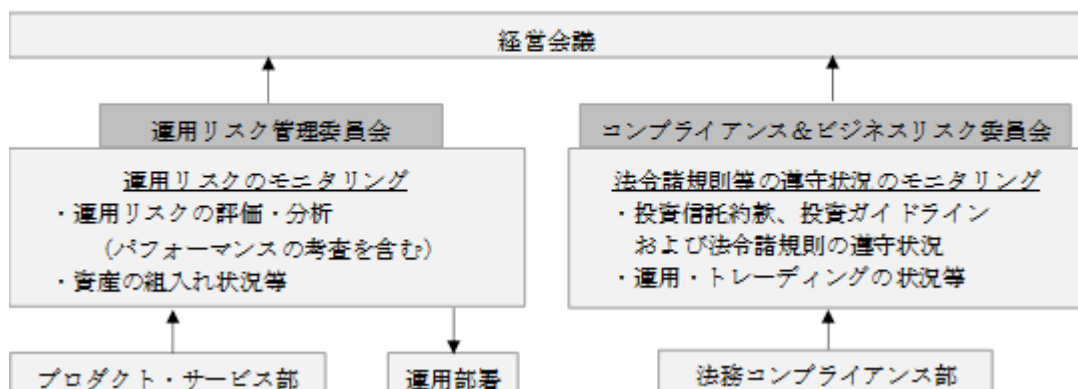 経営会議
運用リスク管理委員会
運用リスクのモニタリング
・運用リスクの評価・分析
（パフォーマンスの考査を含む）
・資産の組入れ状況等
コンプライアンス＆ビジネスリスク委員会
法令諸規則等の遵守状況のモニタリング
・投資信託約款、投資ガイドライン
および法令諸規則の遵守状況
・運用・トレーディングの状況等
プロダクト・サービス部
運用部署
法務コンプライアンス部